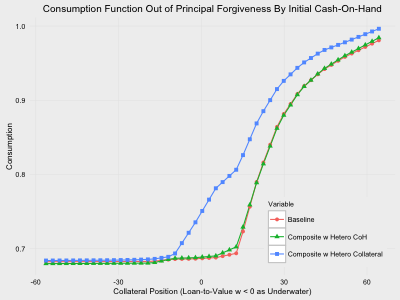 Consumption Function Out of Principal Forgiveness By Initial Cash-On-Hand
1.0
0.9
0.8
0.7
Consumption
Variable
Baseline
Composite w Hetero CoH
Composite w Hetero Collateral
-60
-30
0
30
60
Collateral Position (Loan-to-Value w < 0 as Underwater)